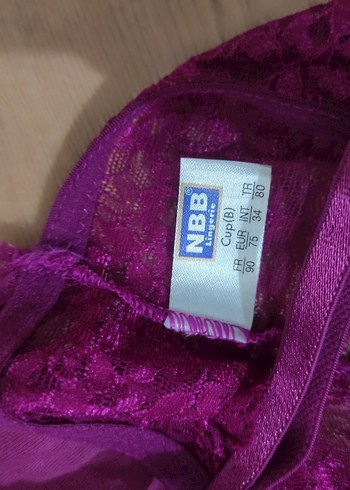 NBB
Lingerie
Cup(B)
FR EUR INT TR
90 75 34 80